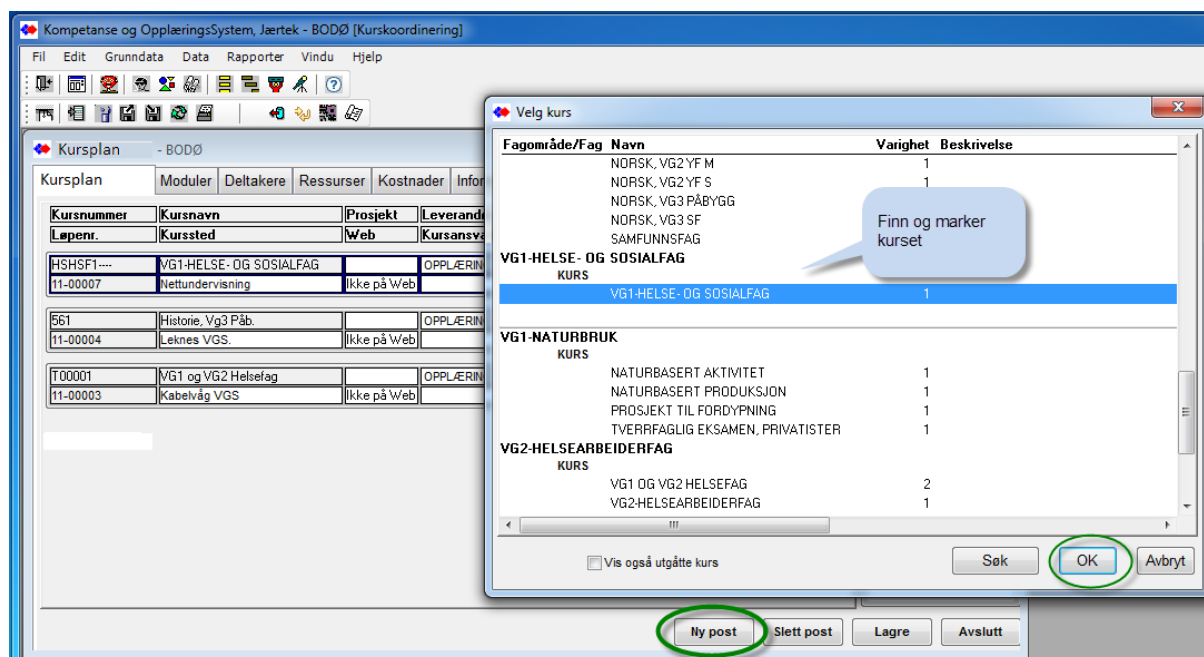 Kompetanse og OpplæringsSystem, Jærtek - BODØ [Kurskoordinering]
Fil Edit Grunndata Data Rapporter Vindu Hjelp
Kursplan - BODØ
Kursplan Moduler Deltakere Ressurser Kostnader Infor
Kursnummer Kursnavn Prosjekt Leverandø
Løpenr. Kurssted Web Kursansva
HSHSF1---- VG1-HELSE- OG SOSIALFAG OPPLÆRIN
11-00007 Nettundervisning Ikke på Web
561 Historie, Vg3 Påb. OPPLÆRIN
11-00004 Leknes VGS. Ikke på Web
T00001 VG1 og VG2 Helsefag OPPLÆRIN
11-00003 Kabelvåg VGS Ikke på Web
Ny post Slett post Lagre Avslutt
Velg kurs
Fagområde/Fag Navn Varighet Beskrivelse
NORSK, VG2 YF M 1
NORSK, VG2 YF S 1
NORSK, VG3 PÅBYGG
NORSK, VG3 SF
SAMFUNNSFAG
VG1-HELSE- OG SOSIALFAG
KURS
VG1-HELSE- OG SOSIALFAG 1
VG1-NATURBRUK
KURS
NATURBASERT AKTIVITET 1
NATURBASERT PRODUKSJON 1
PROSJEKT TIL FORDYPNING 1
TVERRFAGLIG EKSAMEN, PRIVATISTER 1
VG2-HELSEARBEIDERFAG
KURS
VG1 OG VG2 HELSEFAG 2
VG2-HELSEARBEIDERFAG 1
Finn og marker
kurset
Vis også utgåtte kurs Søk OK Avbryt